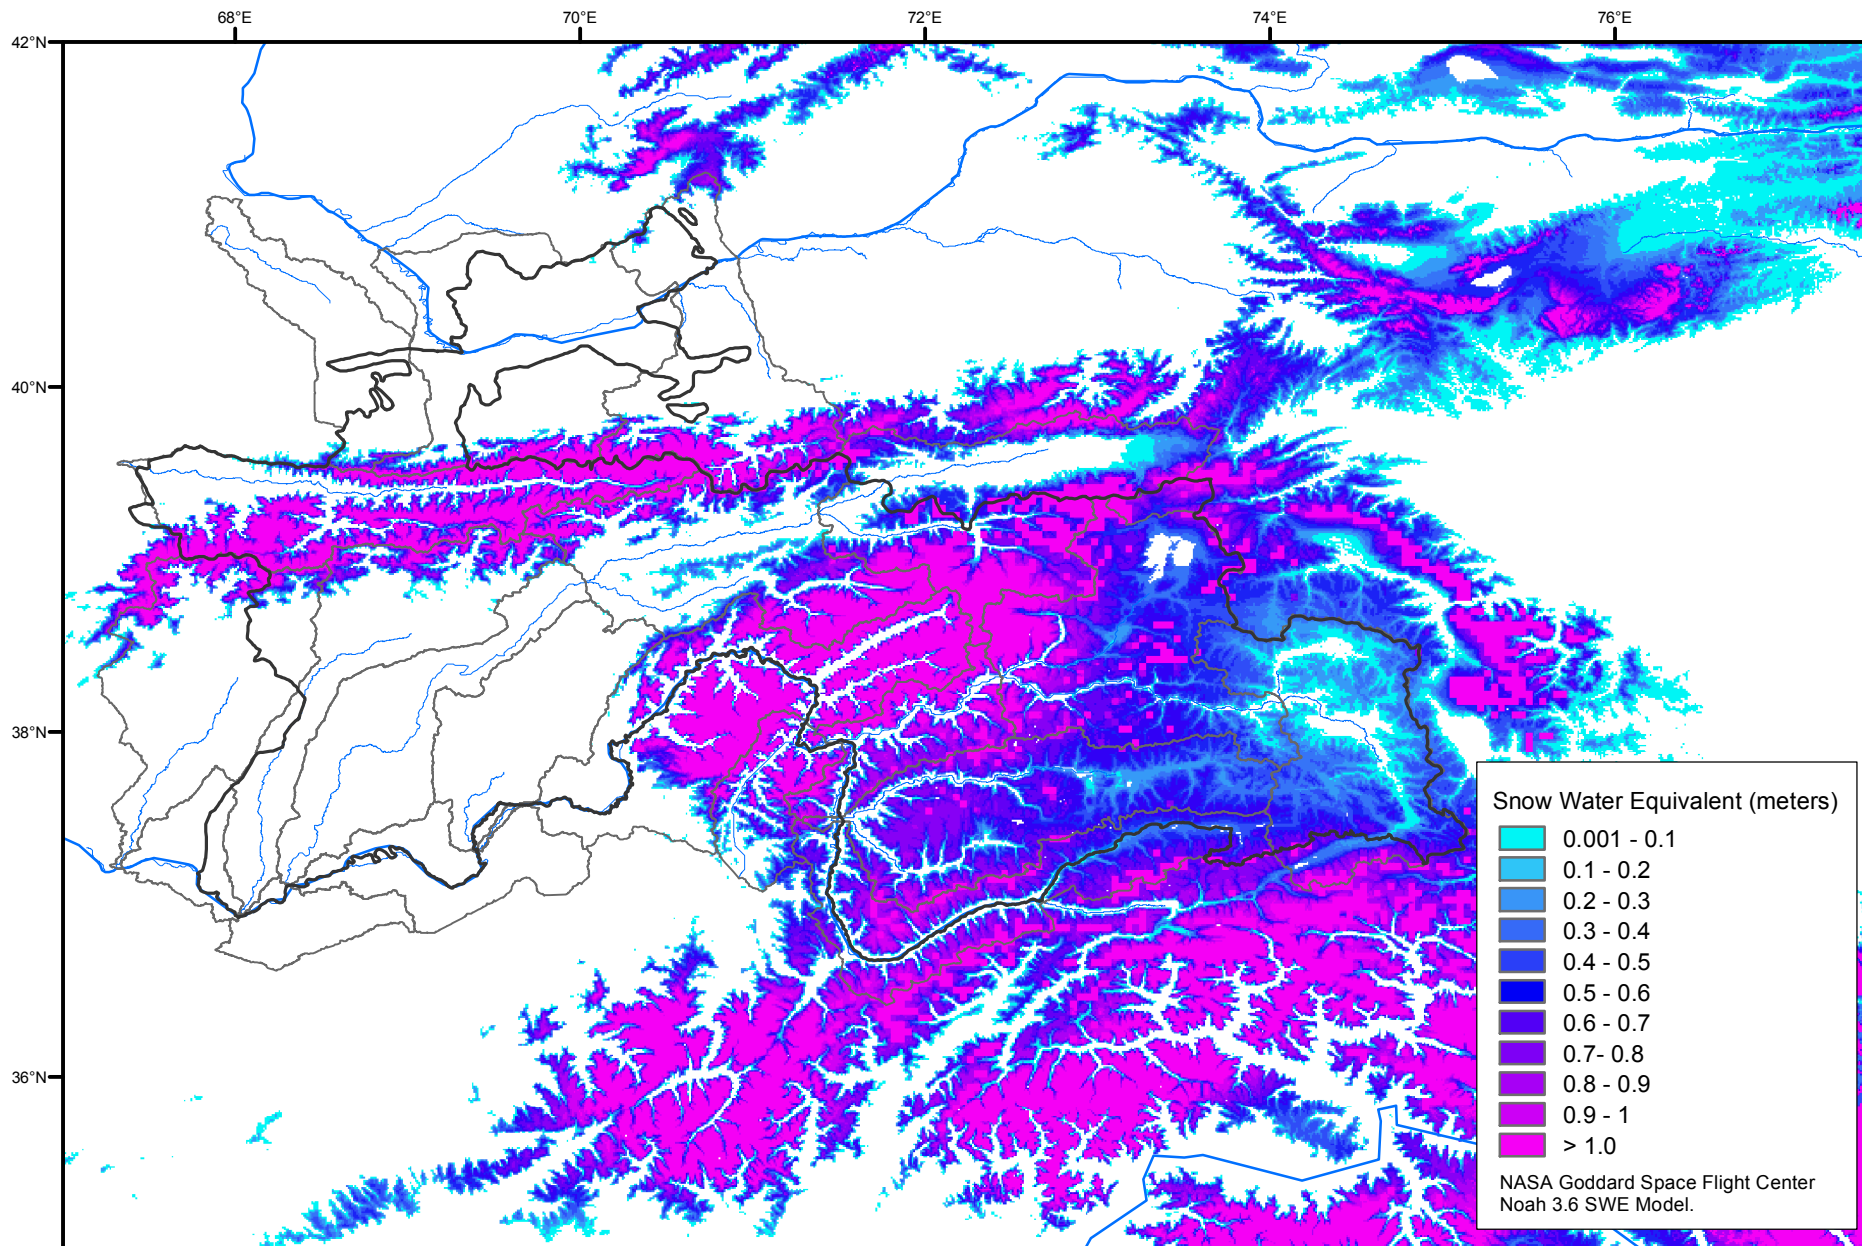 68°E 70°E 72°E 74°E 76°E
42°N
40°N
38°N
36°N
Snow Water Equivalent (meters)
0.001 - 0.1
0.1 - 0.2
0.2 - 0.3
0.3 - 0.4
0.4 - 0.5
0.5 - 0.6
0.6 - 0.7
0.7- 0.8
0.8 - 0.9
0.9 - 1
> 1.0
NASA Goddard Space Flight Center
Noah 3.6 SWE Model.